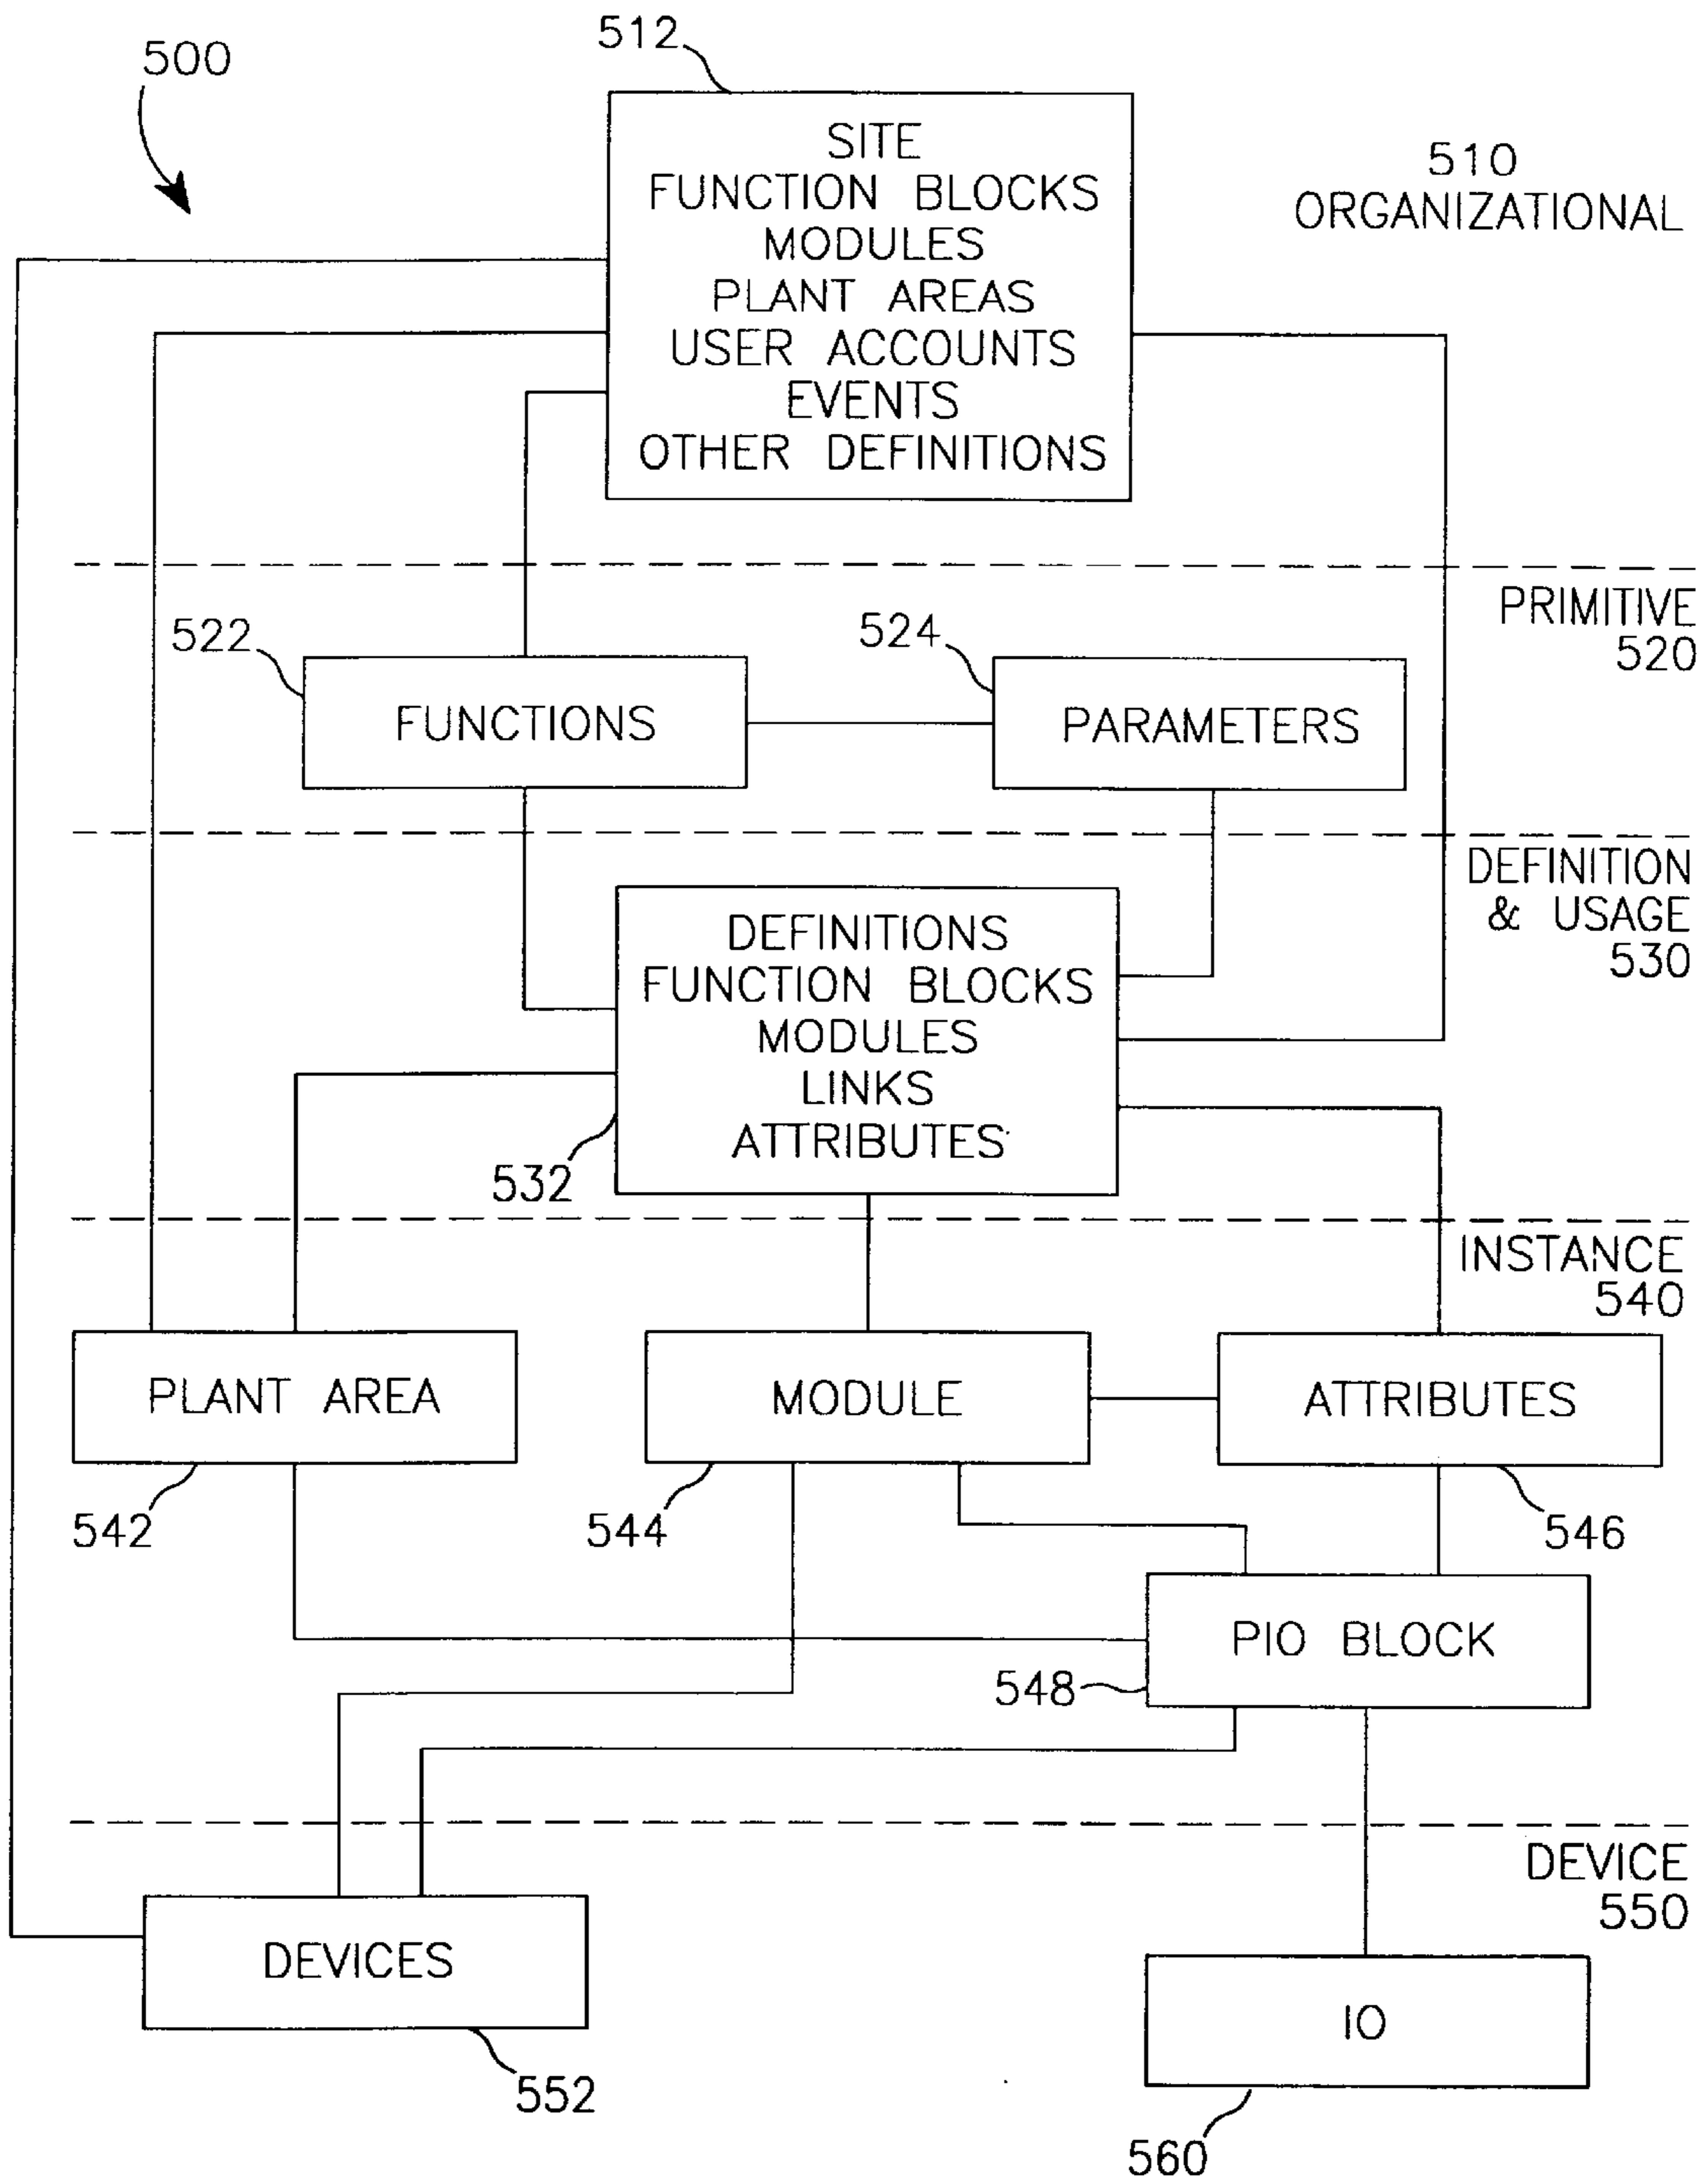 512
500
SITE
FUNCTION BLOCKS
MODULES
PLANT AREAS
USER ACCOUNTS
EVENTS
OTHER DEFINITIONS
510
ORGANIZATIONAL
PRIMITIVE
520
522
524
FUNCTIONS
PARAMETERS
DEFINITION
& USAGE
530
DEFINITIONS
FUNCTION BLOCKS
MODULES
LINKS
ATTRIBUTES
532
INSTANCE
540
PLANT AREA
MODULE
ATTRIBUTES
542
544
546
PIO BLOCK
548
DEVICE
550
DEVICES
IO
552
560